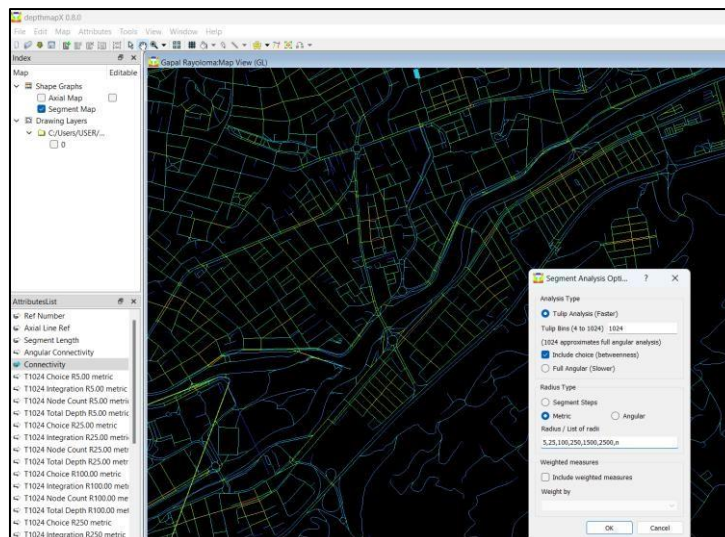 depthmapX 0.8.0
File Edit Map Attributes Tools View Window Help
Index
Map Editable
Shape Graphs
Axial Map
Segment Map
Drawing Layers
C:/Users/USER/...
0
Gapal Rayoloma:Map View (GL)
AttributesList
Ref Number
Axial Line Ref
Segment Length
Angular Connectivity
Connectivity
T1024 Choice R5.00 metric
T1024 Integration R5.00 metric
T1024 Node Count R5.00 metric
T1024 Total Depth R5.00 metric
T1024 Choice R25.00 metric
T1024 Integration R25.00 metr
T1024 Node Count R25.00 metr
T1024 Total Depth R25.00 metr
T1024 Choice R100.00 metric
T1024 Integration R100.00 met
T1024 Node Count R100.00 met
T1024 Total Depth R100.00 met
T1024 Choice R250 metric
T1024 Integration R250 metric
Segment Analysis Opti... ? X
Analysis Type
Tulip Analysis (Faster)
Tulip Bins (4 to 1024) 1024
(1024 approximates full angular analysis)
Include choice (betweenness)
Full Angular (Slower)
Radius Type
Segment Steps
Metric Angular
Radius / List of radii
5,25,100,250,1500,2500,n
Weighted measures
Include weighted measures
Weight by
OK Cancel